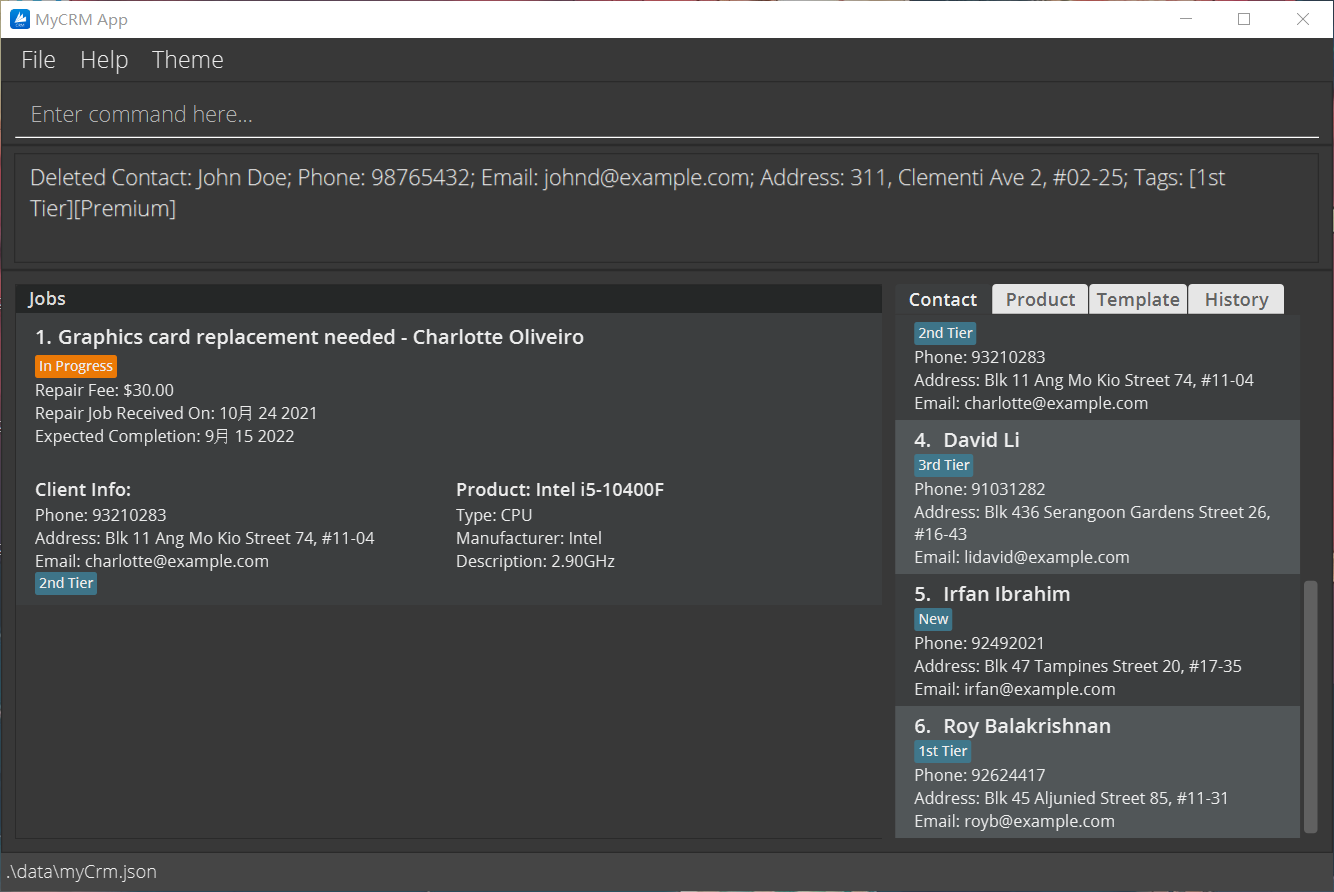 MyCRM App
File Help Theme
Enter command here...
Deleted Contact: John Doe; Phone: 98765432; Email: johnd@example.com; Address: 311, Clementi Ave 2, #02-25; Tags: [1st
Tier][Premium]
Jobs
1. Graphics card replacement needed - Charlotte Oliveiro
In Progress
Repair Fee: $30.00
Repair Job Received On: 10月 24 2021
Expected Completion: 9月 15 2022
Client Info:
Phone: 93210283
Address: Blk 11 Ang Mo Kio Street 74, #11-04
Email: charlotte@example.com
2nd Tier
Product: Intel i5-10400F
Type: CPU
Manufacturer: Intel
Description: 2.90GHz
Contact Product Template History
2nd Tier
Phone: 93210283
Address: Blk 11 Ang Mo Kio Street 74, #11-04
Email: charlotte@example.com
4. David Li
3rd Tier
Phone: 91031282
Address: Blk 436 Serangoon Gardens Street 26,
#16-43
Email: lidavid@example.com
5. Irfan Ibrahim
New
Phone: 92492021
Address: Blk 47 Tampines Street 20, #17-35
Email: irfan@example.com
6. Roy Balakrishnan
1st Tier
Phone: 92624417
Address: Blk 45 Aljunied Street 85, #11-31
Email: royb@example.com
.\data\myCrm.json